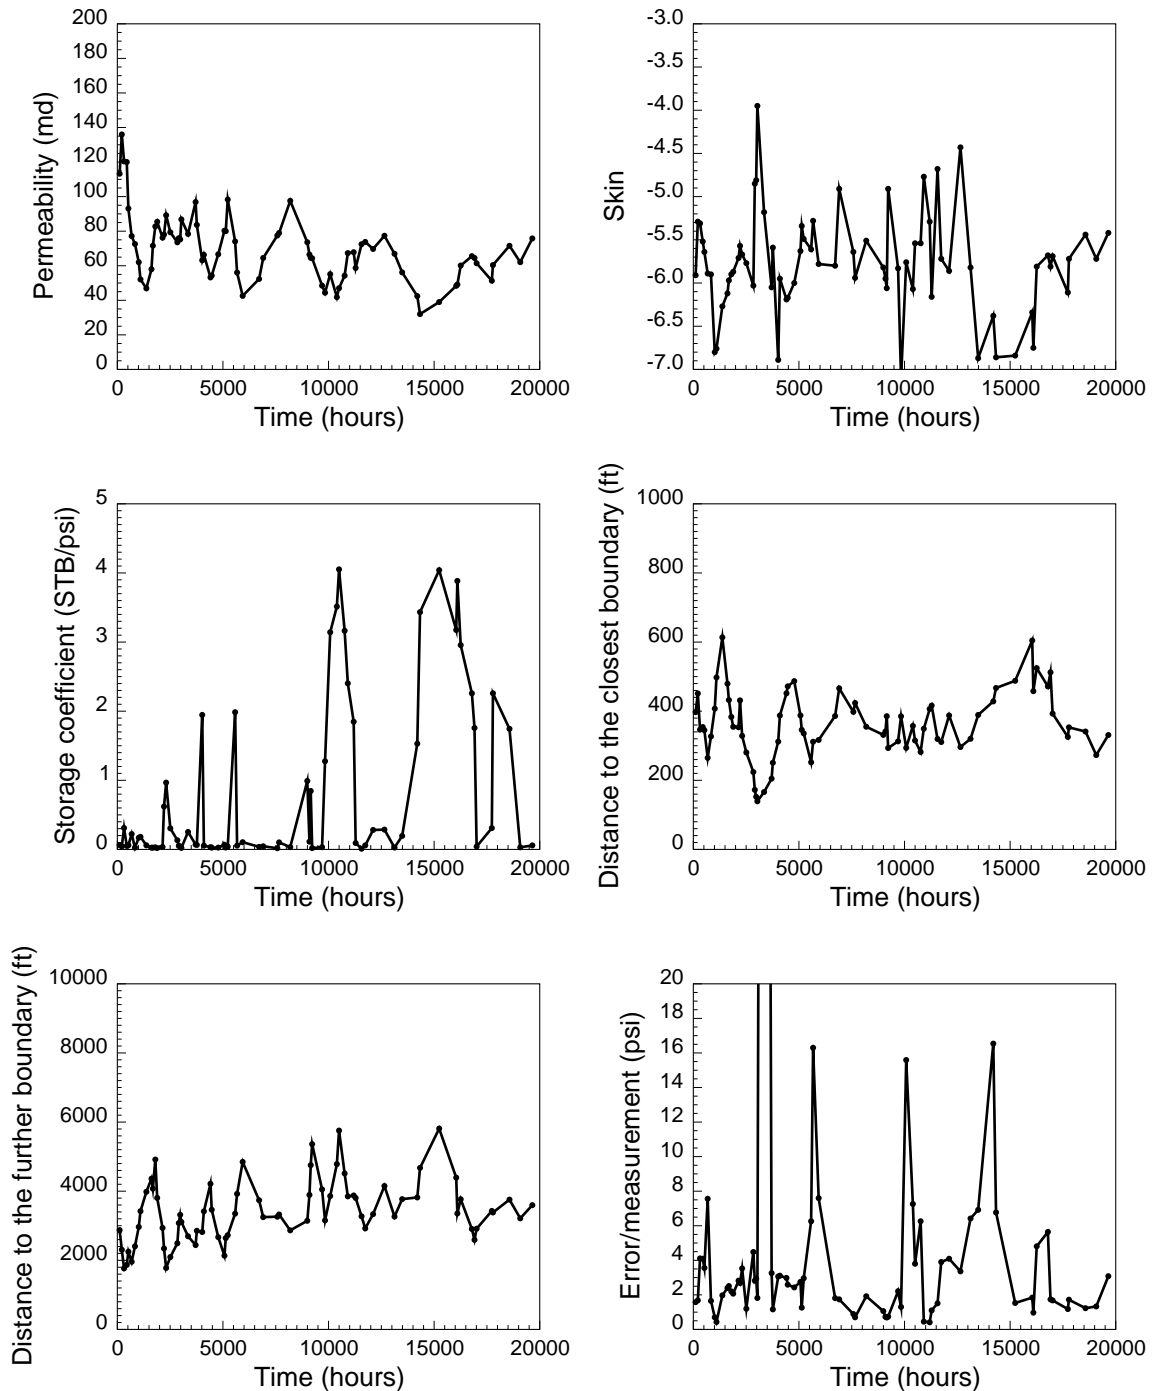 Permeability (md)
200
180
160
140
120
100
80
60
40
20
0
0 5000 10000 15000 20000
Time (hours)
Skin
-3.0
-3.5
-4.0
-4.5
-5.0
-5.5
-6.0
-6.5
-7.0
0 5000 10000 15000 20000
Time (hours)
Storage coefficient (STB/psi)
5
4
3
2
1
0
0 5000 10000 15000 20000
Time (hours)
Distance to the closest boundary (ft)
1000
800
600
400
200
0
0 5000 10000 15000 20000
Time (hours)
Distance to the further boundary (ft)
10000
8000
6000
4000
2000
0
0 5000 10000 15000 20000
Time (hours)
Error/measurement (psi)
20
18
16
14
12
10
8
6
4
2
0
0 5000 10000 15000 20000
Time (hours)